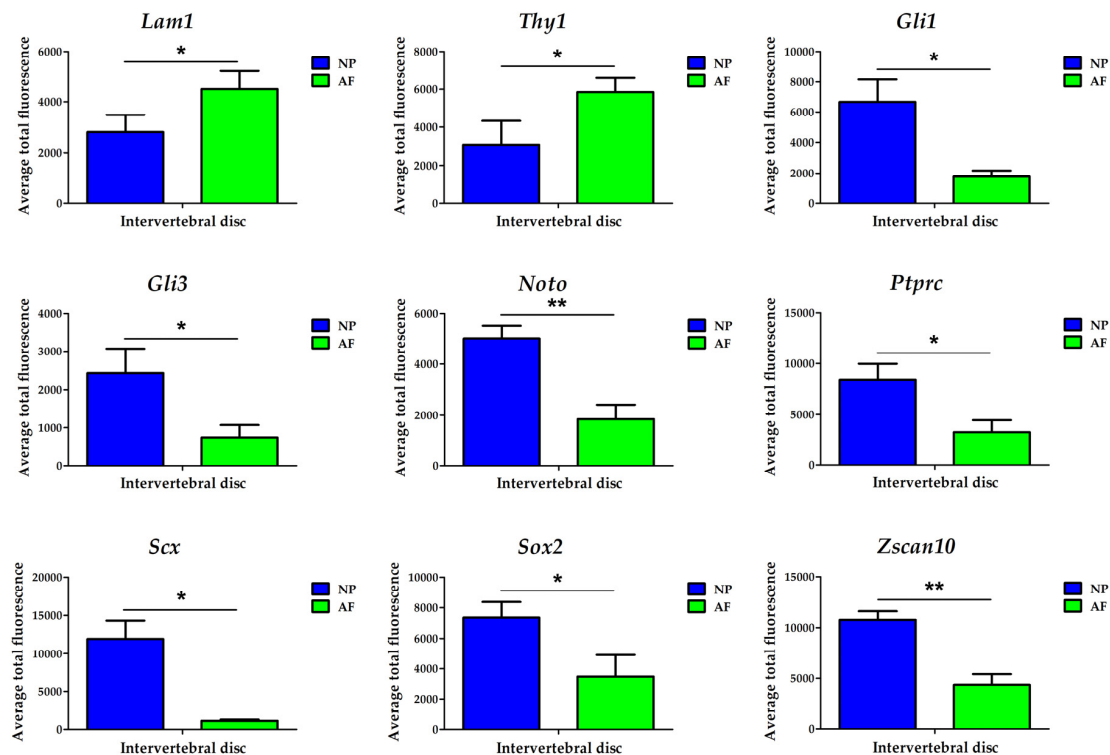 Lam1
Average total fluorescence
6000
4000
2000
0
*
NP
AF
Intervertebral disc
Thy1
Average total fluorescence
8000
6000
4000
2000
0
*
NP
AF
Intervertebral disc
Gli1
Average total fluorescence
10000
8000
6000
4000
2000
0
*
NP
AF
Intervertebral disc
Gli3
Average total fluorescence
4000
3000
2000
1000
0
*
NP
AF
Intervertebral disc
Noto
Average total fluorescence
6000
4000
2000
0
**
NP
AF
Intervertebral disc
Ptprc
Average total fluorescence
15000
10000
5000
0
*
NP
AF
Intervertebral disc
Scx
Average total fluorescence
20000
15000
10000
5000
0
*
NP
AF
Intervertebral disc
Sox2
Average total fluorescence
10000
8000
6000
4000
2000
0
*
NP
AF
Intervertebral disc
Zscan10
Average total fluorescence
15000
10000
5000
0
**
NP
AF
Intervertebral disc